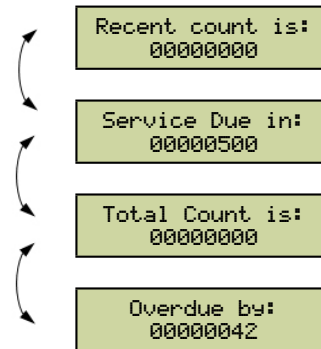 Recent count is:
00000000
Service Due in:
00000500
Total Count is:
00000000
Overdue by:
00000042